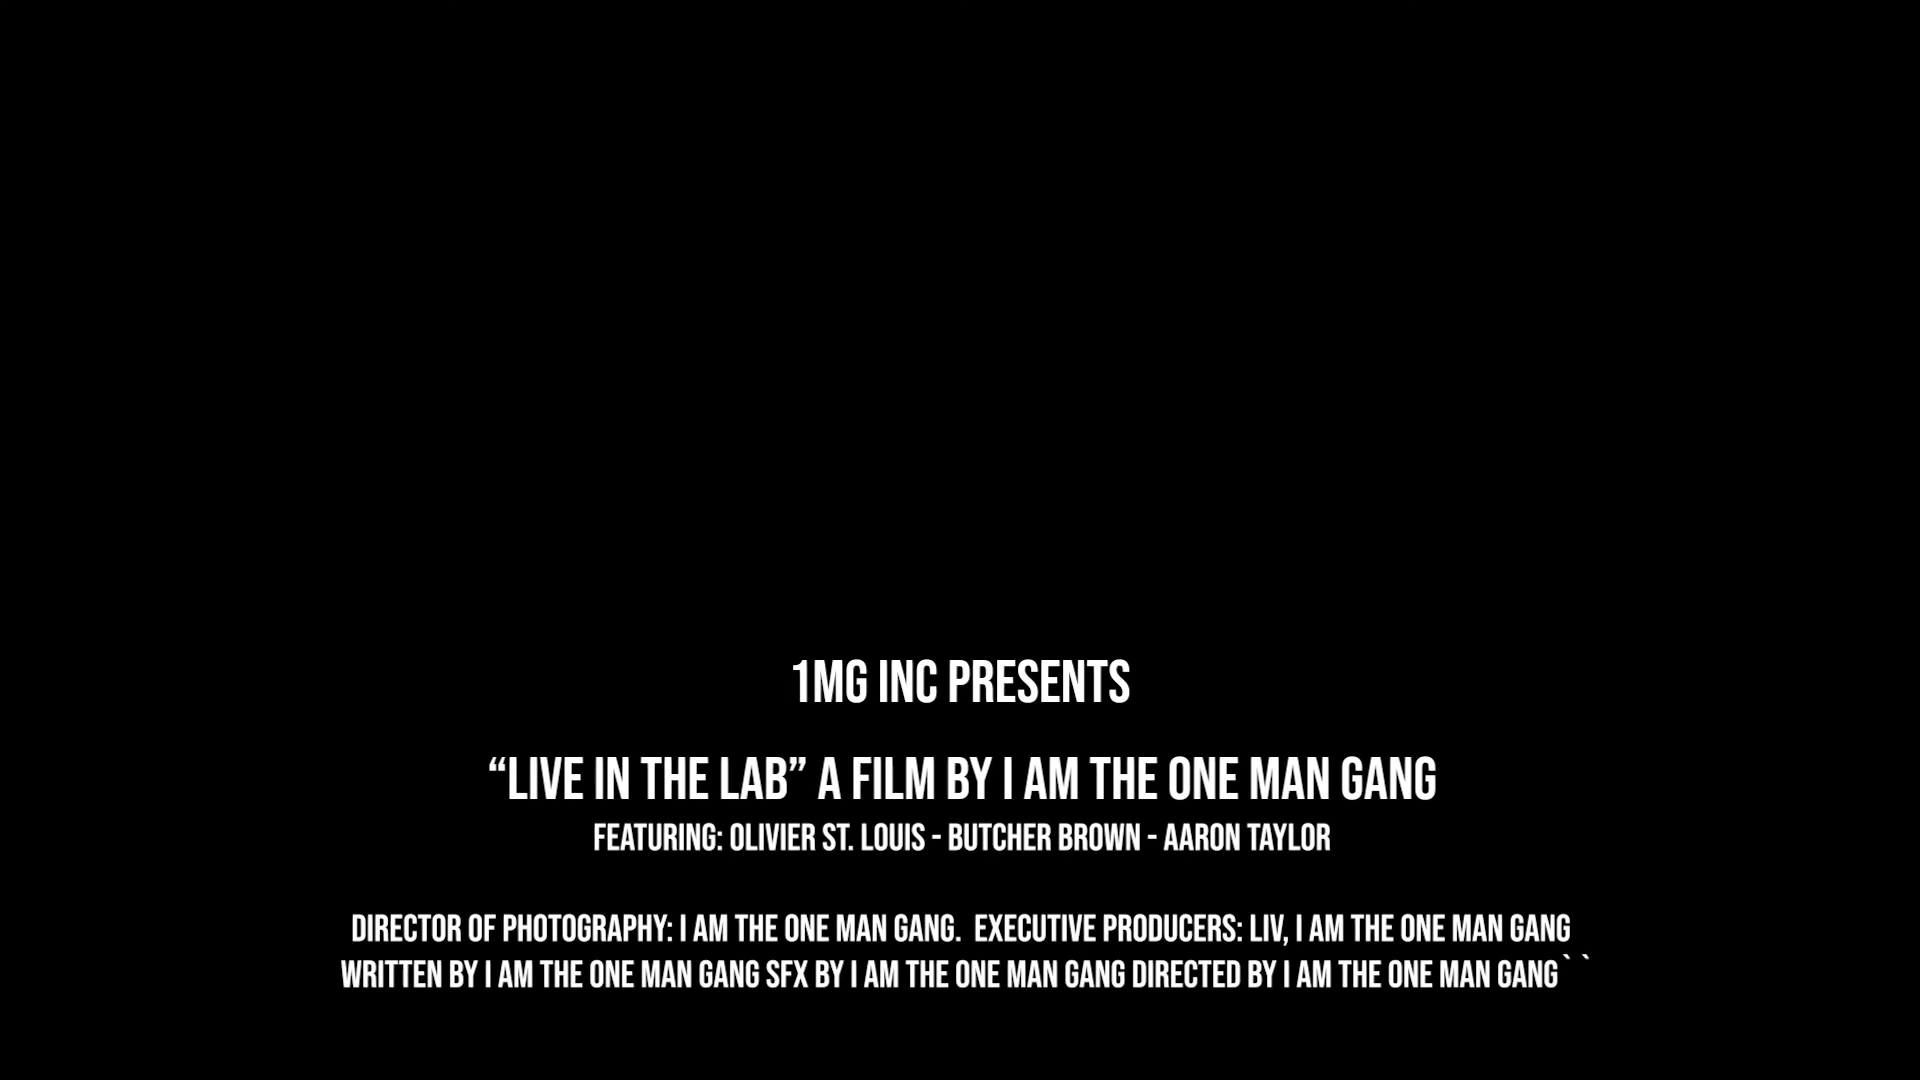 1MG INC PRESENTS
“LIVE IN THE LAB” A FILM BY I AM THE ONE MAN GANG
FEATURING: OLIVIER ST. LOUIS - BUTCHER BROWN - AARON TAYLOR
DIRECTOR OF PHOTOGRAPHY: I AM THE ONE MAN GANG.  EXECUTIVE PRODUCERS: LIV, I AM THE ONE MAN GANG
WRITTEN BY I AM THE ONE MAN GANG SFX BY I AM THE ONE MAN GANG DIRECTED BY I AM THE ONE MAN GANG` `